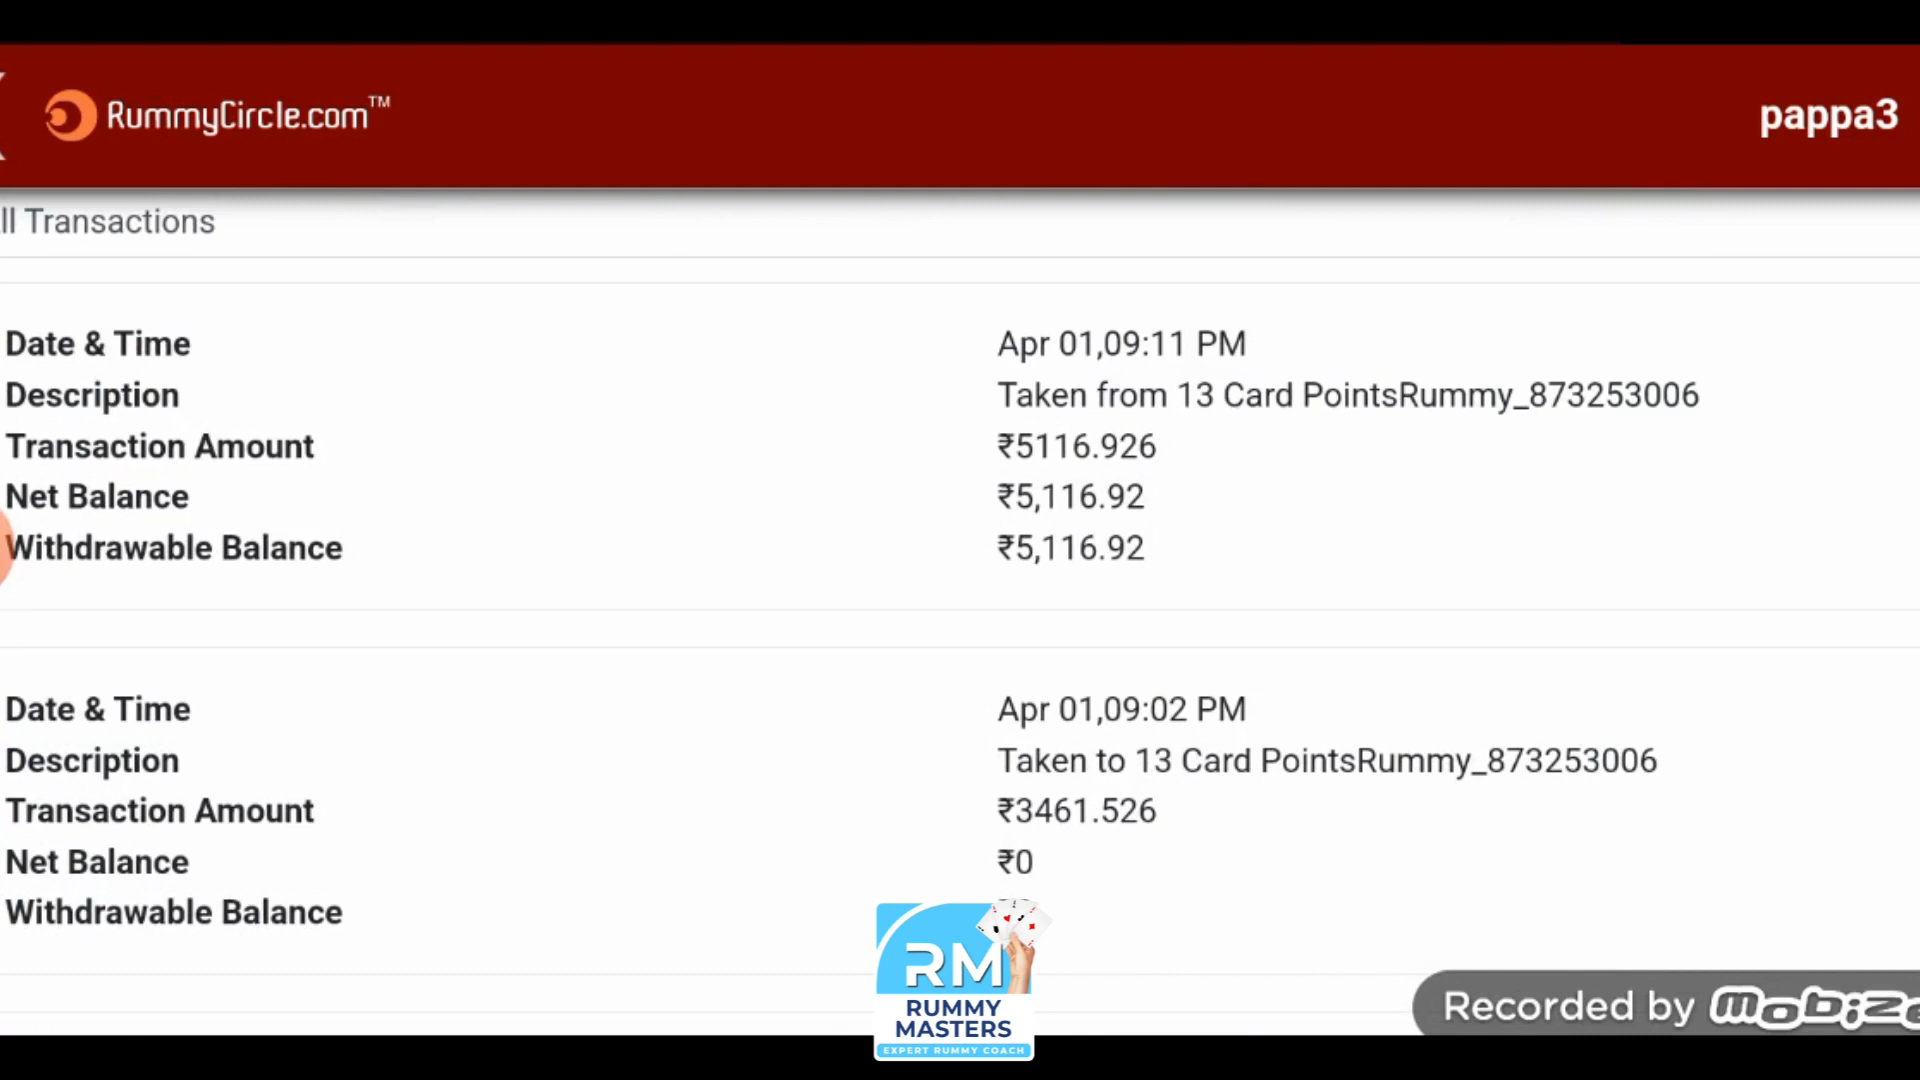 RummyCircle.com™
pappa3
ll Transactions
Date & Time Apr 01,09:11 PM
Description Taken from 13 Card PointsRummy_873253006
Transaction Amount ₹5116.926
Net Balance ₹5,116.92
Withdrawable Balance ₹5,116.92
Date & Time Apr 01,09:02 PM
Description Taken to 13 Card PointsRummy_873253006
Transaction Amount ₹3461.526
Net Balance ₹0
Withdrawable Balance
RM
RUMMY
MASTERS
EXPERT RUMMY COACH
Recorded by